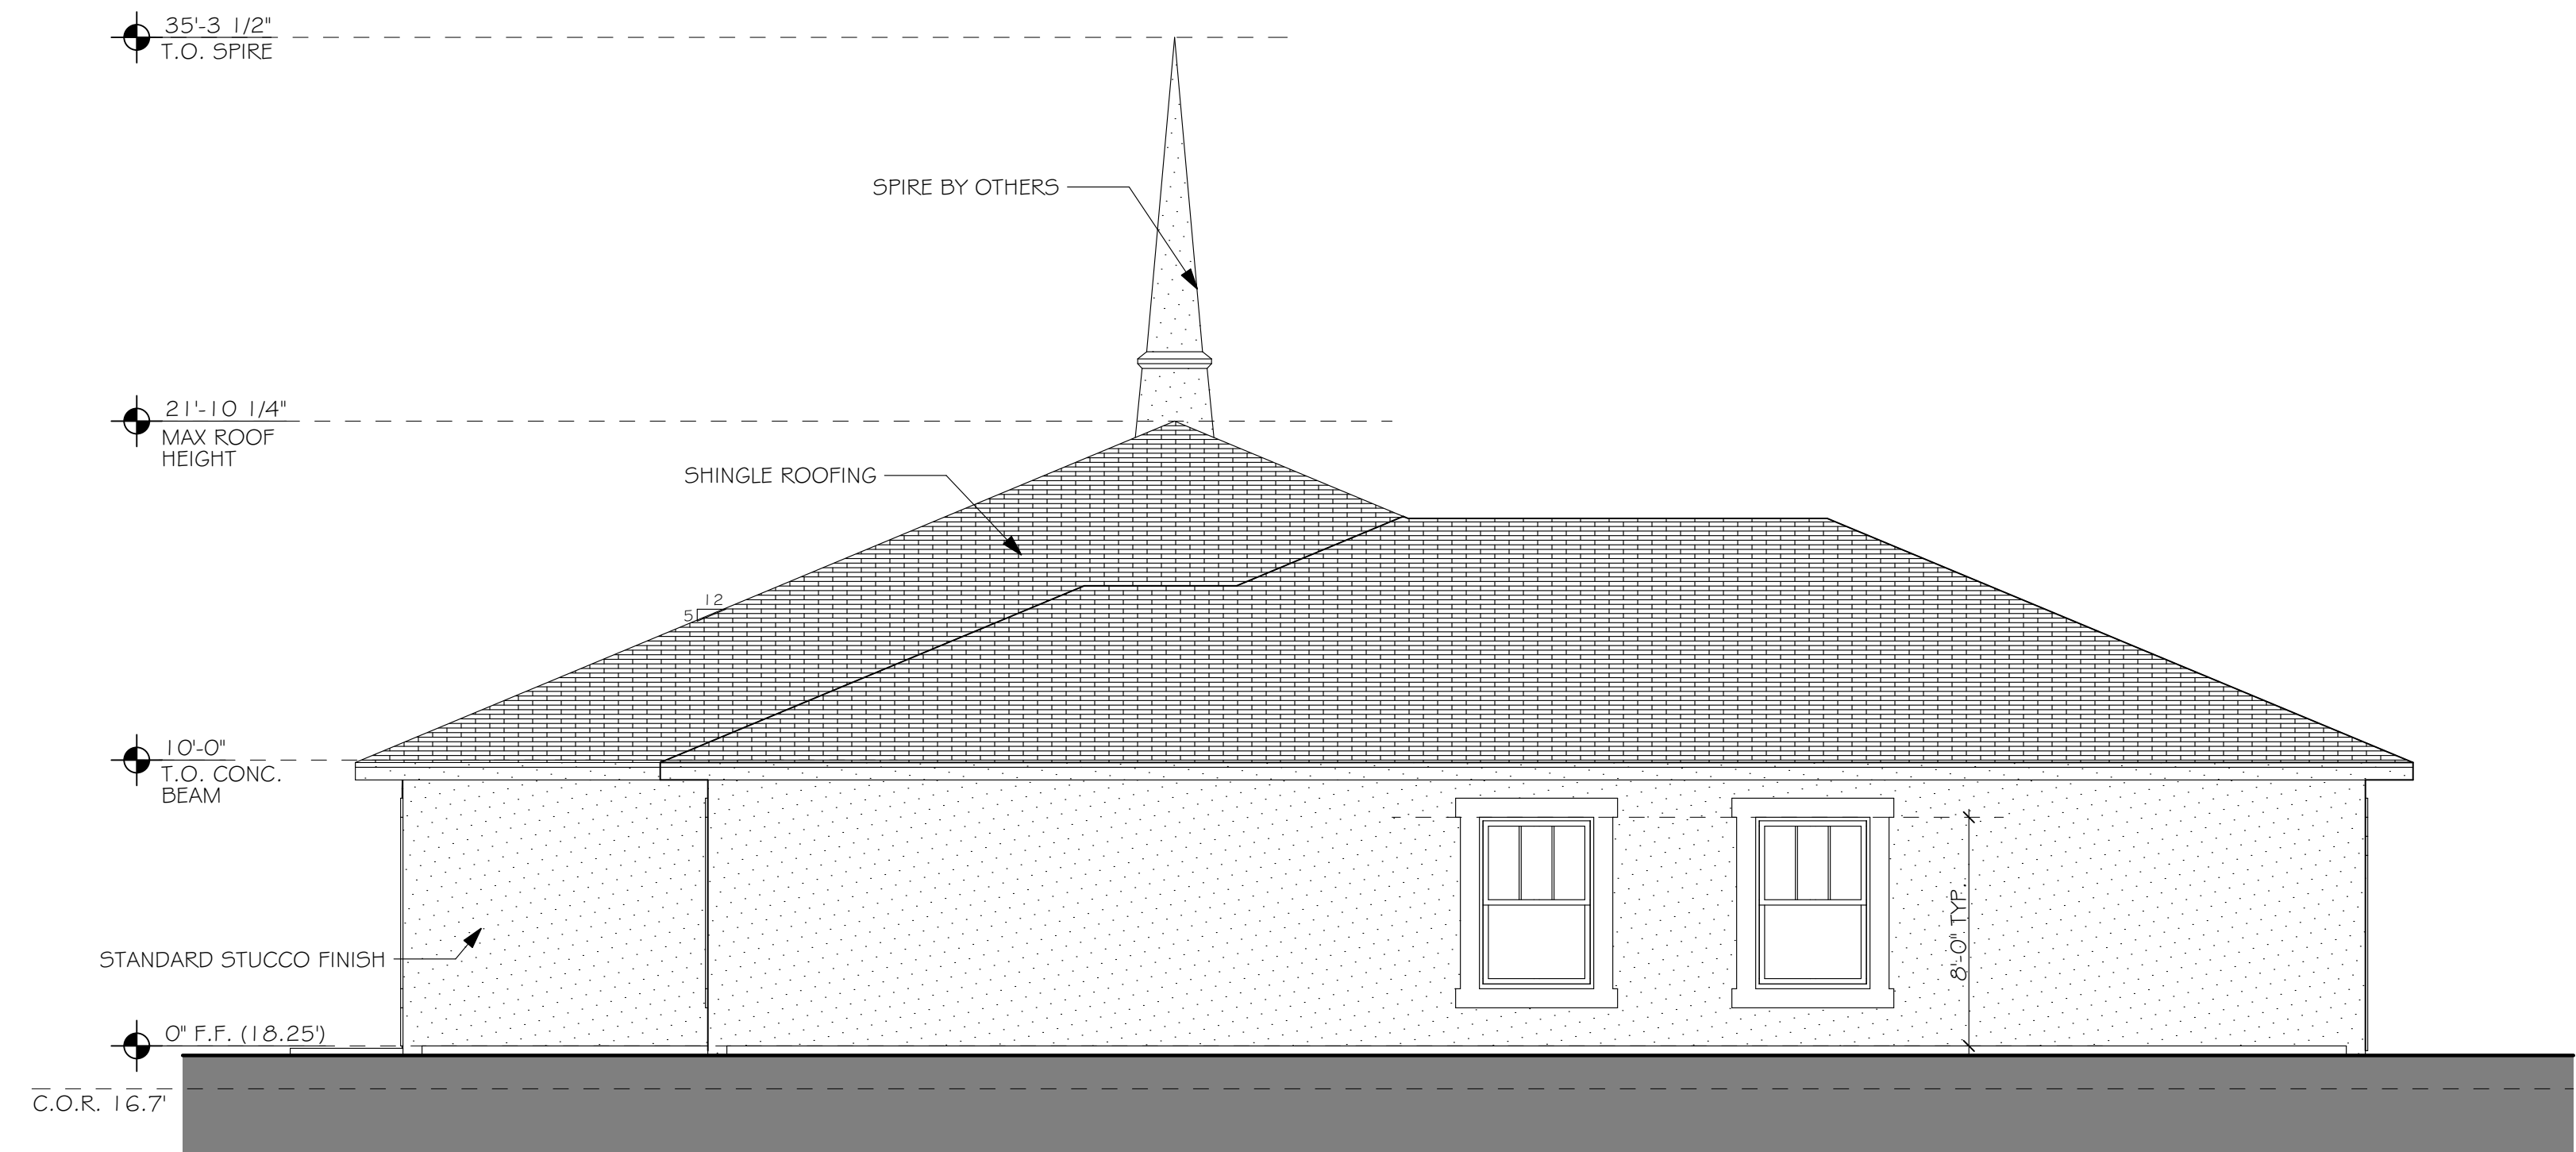 35'-3 1/2"
T.O. SPIRE
SPIRE BY OTHERS
21'-10 1/4"
MAX ROOF
HEIGHT
SHINGLE ROOFING
12
5
10'-0"
T.O. CONC.
BEAM
8'-0" TYP.
STANDARD STUCCO FINISH
0" F.F. (18.25')
C.O.R. 16.7'